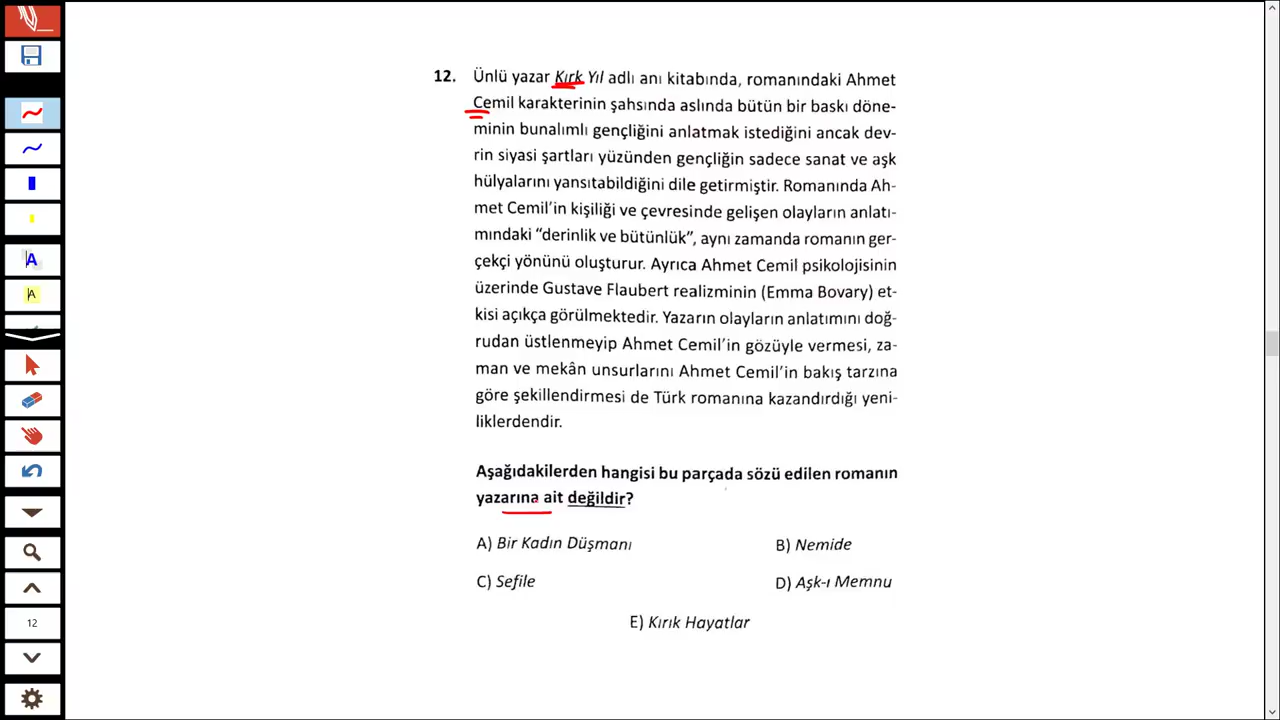 12. Ünlü yazar Kırk Yıl adlı anı kitabında, romanındaki Ahmet
Cemil karakterinin şahsında aslında bütün bir baskı döne-
minin bunalımlı gençliğini anlatmak istediğini ancak dev-
rin siyasi şartları yüzünden gençliğin sadece sanat ve aşk
hülyalarını yansıtabildiğini dile getirmiştir. Romanında Ah-
met Cemil’in kişiliği ve çevresinde gelişen olayların anlatı-
mındaki “derinlik ve bütünlük”, aynı zamanda romanın ger-
çekçi yönünü oluşturur. Ayrıca Ahmet Cemil psikolojisinin
üzerinde Gustave Flaubert realizminin (Emma Bovary) et-
kisi açıkça görülmektedir. Yazarın olayların anlatımını doğ-
rudan üstlenmeyip Ahmet Cemil’in gözüyle vermesi, za-
man ve mekân unsurlarını Ahmet Cemil’in bakış tarzına
göre şekillendirmesi de Türk romanına kazandırdığı yeni-
liklerdendir.
Aşağıdakilerden hangisi bu parçada sözü edilen romanın
yazarına ait değildir?
A) Bir Kadın Düşmanı
B) Nemide
C) Sefile
D) Aşk-ı Memnu
E) Kırık Hayatlar
A
A
12